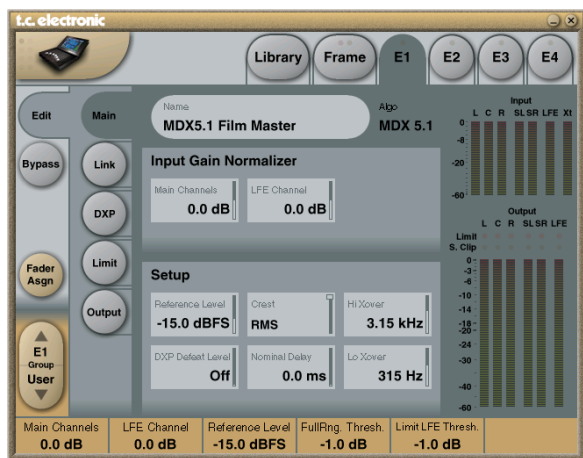 t.c. electronic
Library Frame E1 E2 E3 E4
Edit
Bypass
Fader
Asgn
E1
Group
User
Main
Link
DXP
Limit
Output
Name
MDX5.1 Film Master
Algo
MDX 5.1
Input Gain Normalizer
Main Channels
0.0 dB
LFE Channel
0.0 dB
Setup
Reference Level
-15.0 dBFS
Crest
RMS
Hi Xover
3.15 kHz
DXP Defeat Level
Off
Nominal Delay
0.0 ms
Lo Xover
315 Hz
Input
L C R SL SR LFE Xt
0
-8
-20
-60
Output
L C R SL SR LFE
Limit
S. Clip
0
-3
-6
-10
-14
-18
-20
-24
-30
-40
-60
Main Channels
0.0 dB
LFE Channel
0.0 dB
Reference Level
-15.0 dBFS
FullRng. Thresh.
-1.0 dB
Limit LFE Thresh.
-1.0 dB